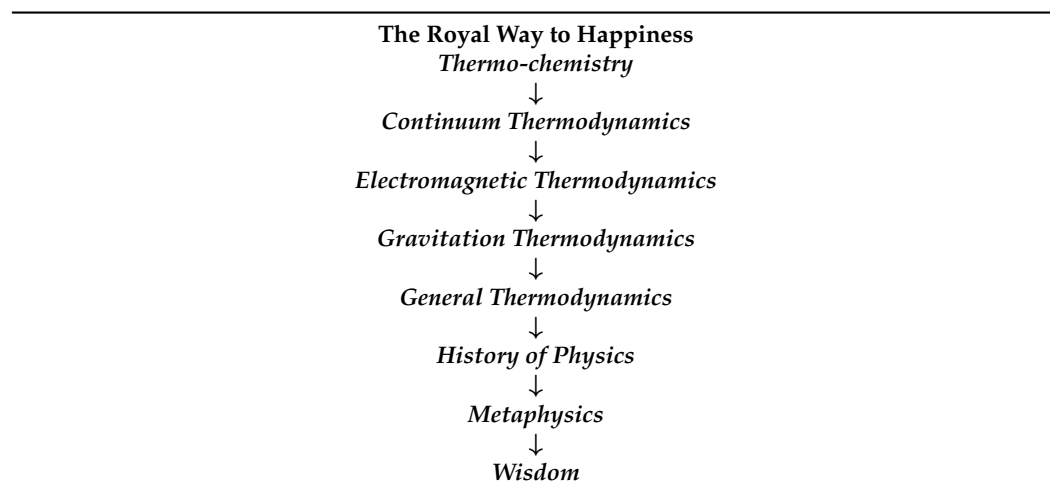 The Royal Way to Happiness
Thermo-chemistry
↓
Continuum Thermodynamics
↓
Electromagnetic Thermodynamics
↓
Gravitation Thermodynamics
↓
General Thermodynamics
↓
History of Physics
↓
Metaphysics
↓
Wisdom